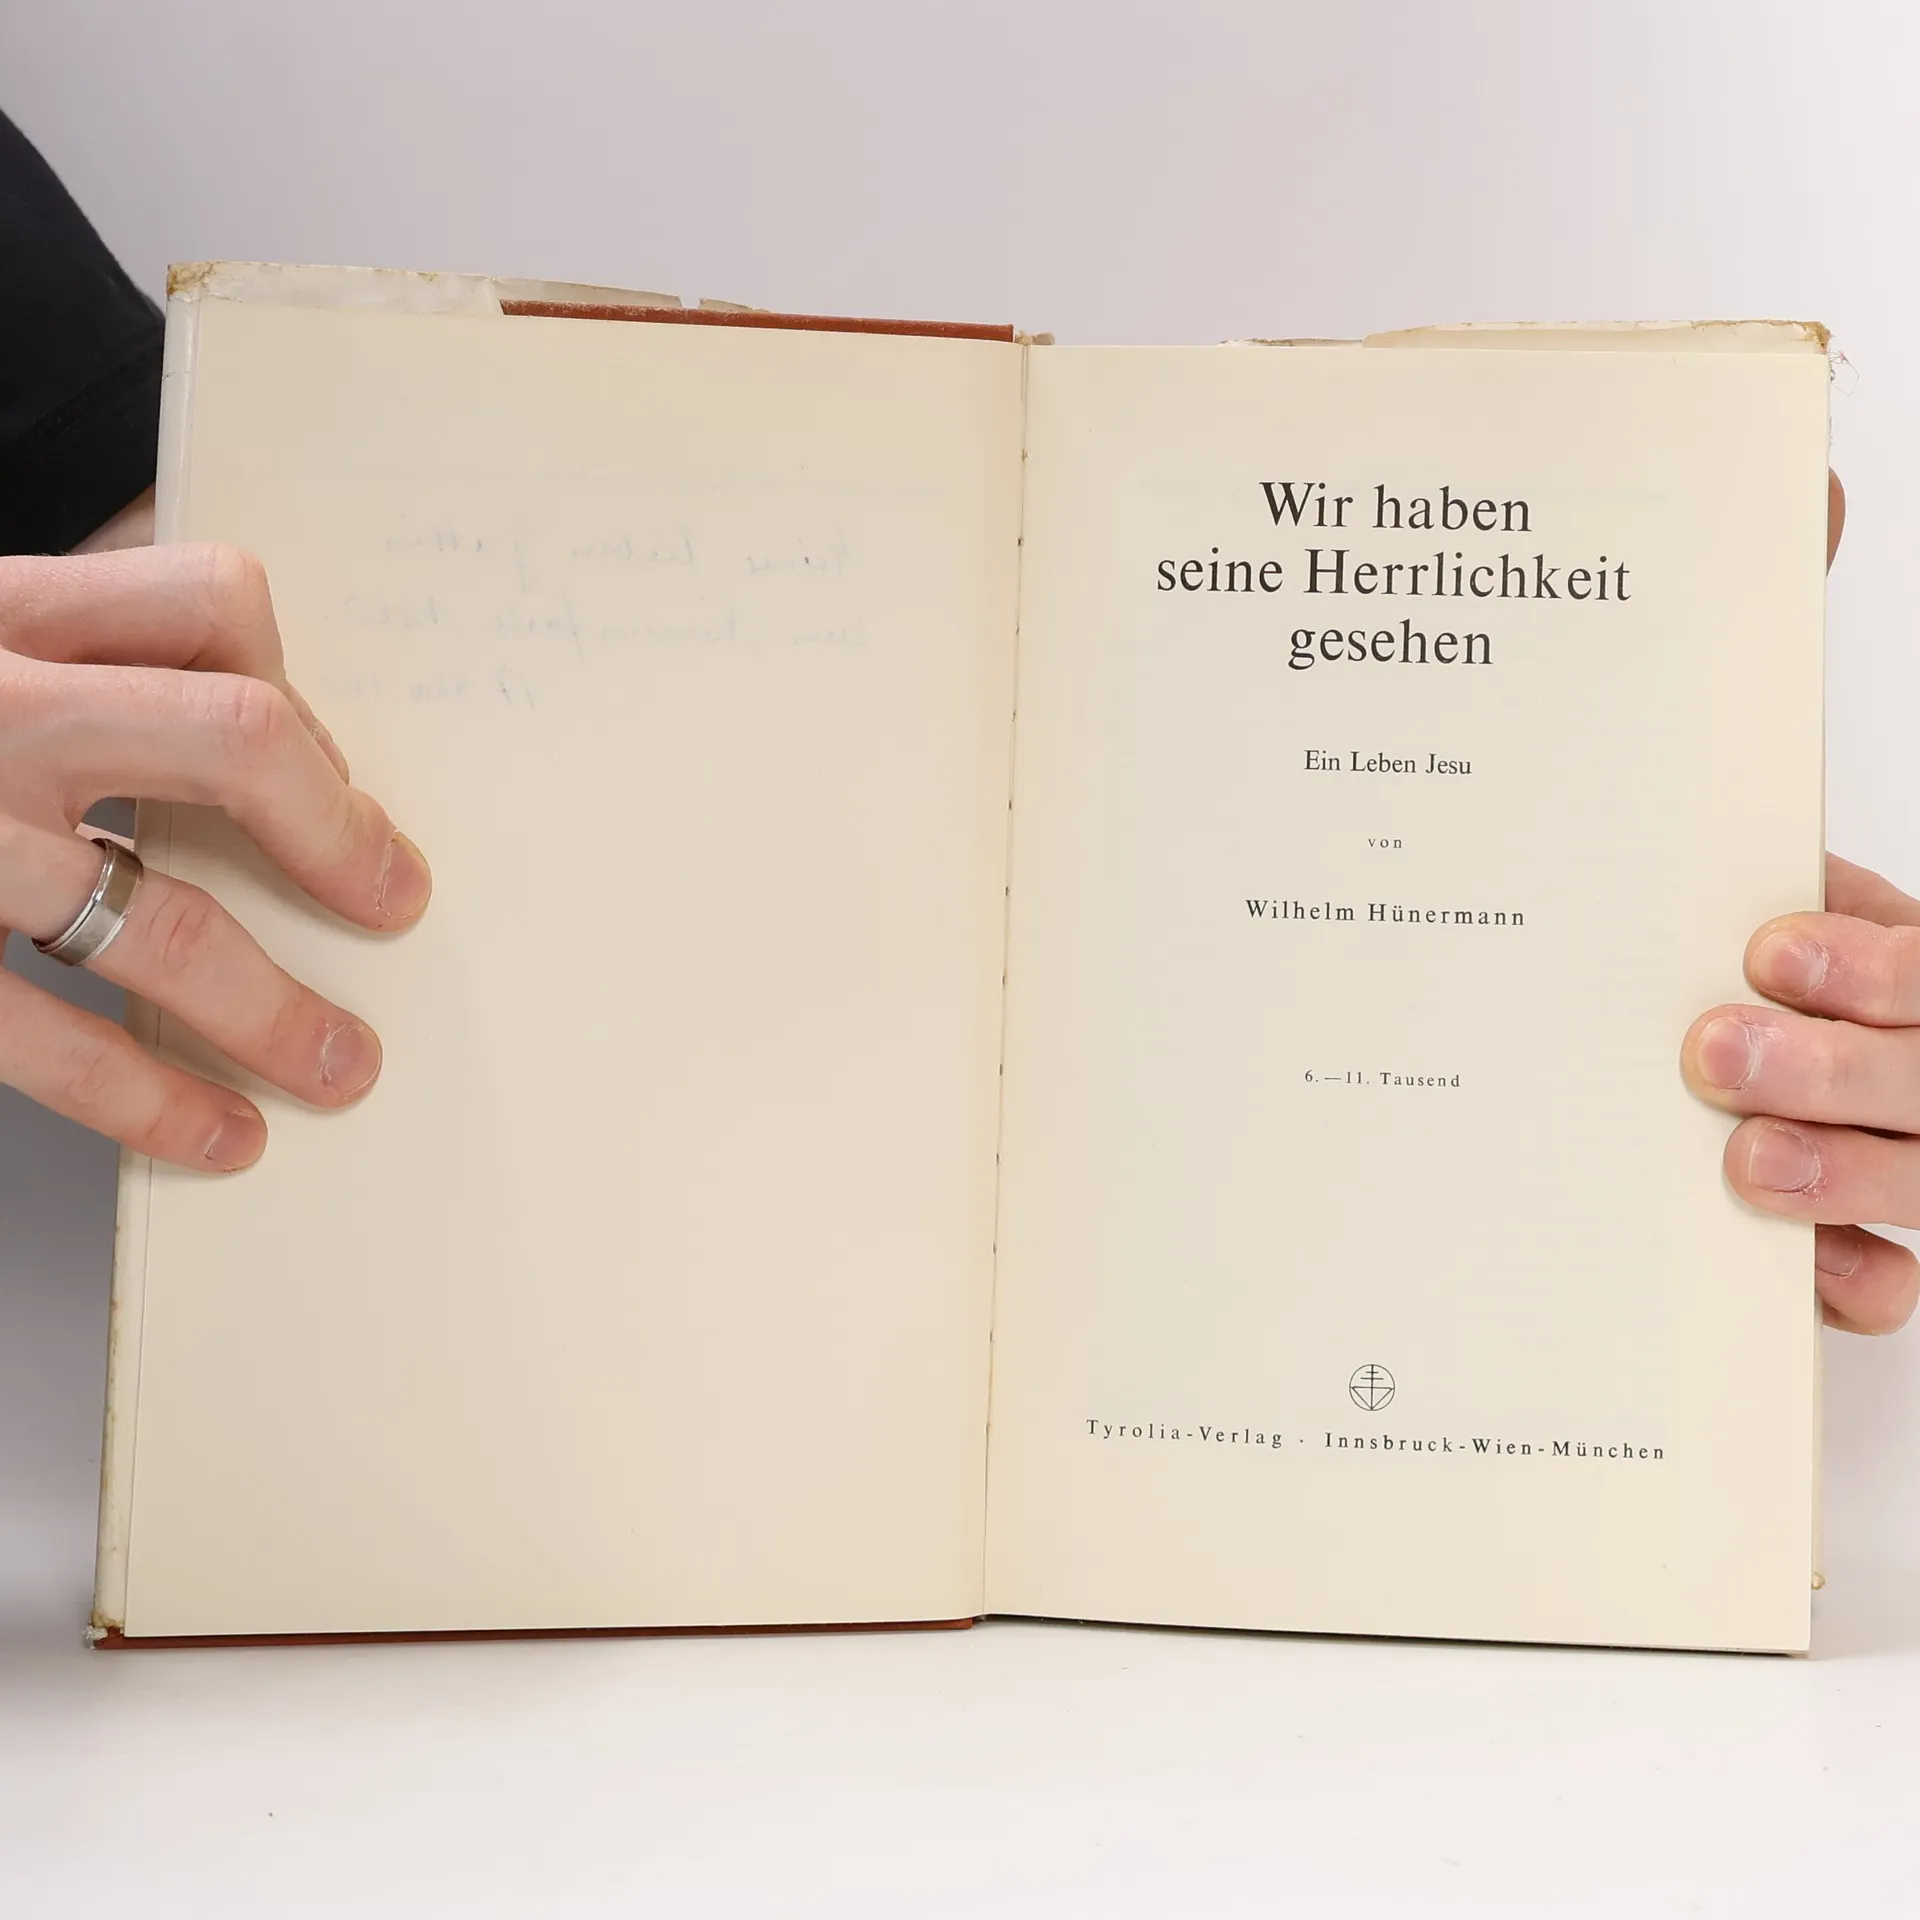 Wir haben
seine Herrlichkeit
gesehen
Ein Leben Jesu
von
Wilhelm Hünermann
6.—11. Tausend
Tyrolia-Verlag · Innsbruck-Wien-München